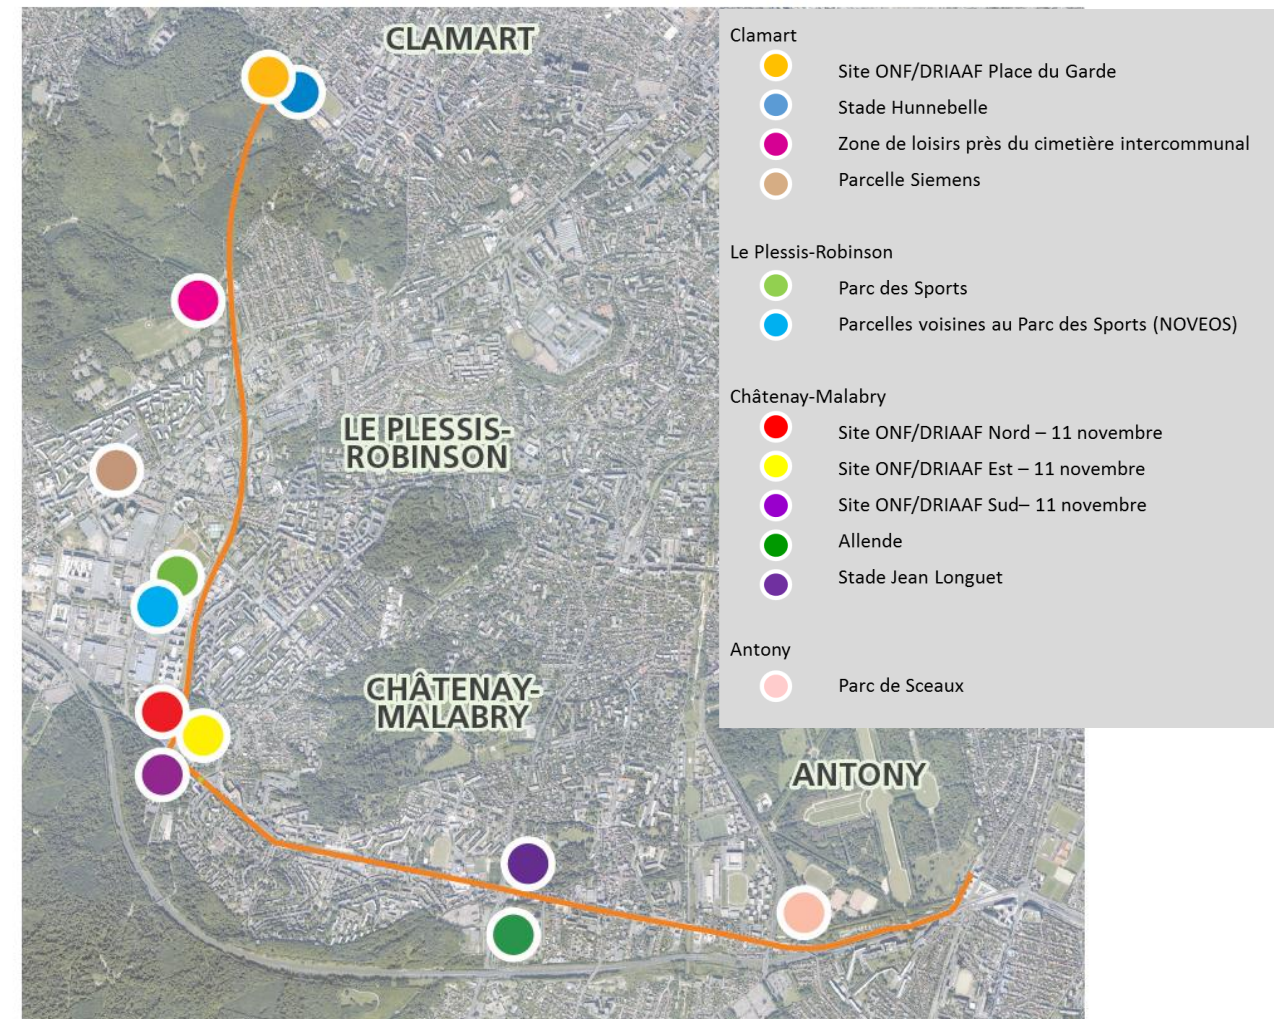 CLAMART
LE PLESSIS-
ROBINSON
CHÂTENAY-
MALABRY
ANTONY
Clamart
Site ONF/DRIAAF Place du Garde
Stade Hunnebelle
Zone de loisirs près du cimetière intercommunal
Parcelle Siemens
Le Plessis-Robinson
Parc des Sports
Parcelles voisines au Parc des Sports (NOVEOS)
Châtenay-Malabry
Site ONF/DRIAAF Nord – 11 novembre
Site ONF/DRIAAF Est – 11 novembre
Site ONF/DRIAAF Sud– 11 novembre
Allende
Stade Jean Longuet
Antony
Parc de Sceaux